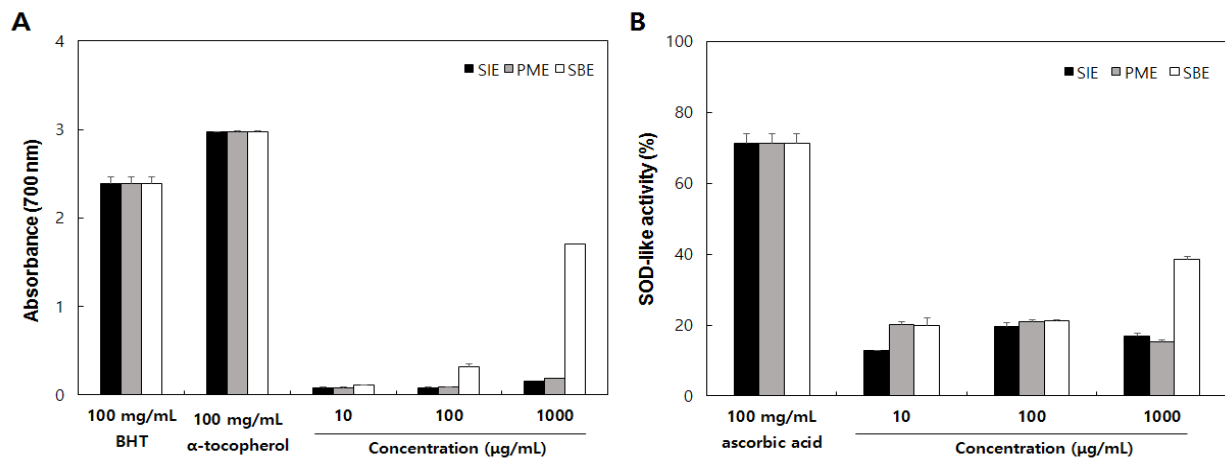 A
Absorbance (700 nm)
4
3
2
1
0
SIE PME SBE
100 mg/mL
BHT
100 mg/mL
α-tocopherol
10
100
1000
Concentration (μg/mL)
B
SOD-like activity (%)
100
80
60
40
20
0
SIE PME SBE
100 mg/mL
ascorbic acid
10
100
1000
Concentration (μg/mL)